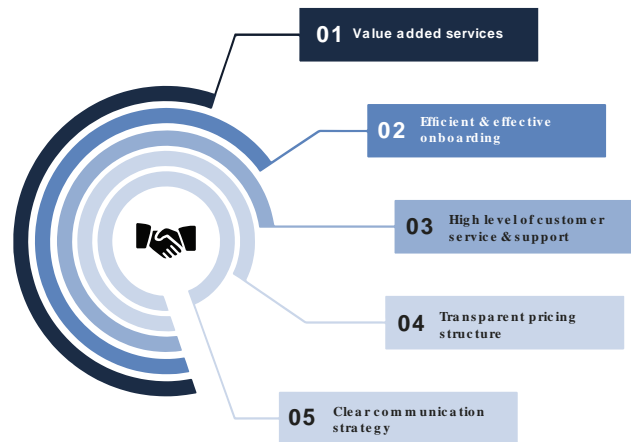 01 Value added services
02 Efficient & effective
onboarding
03 High level of customer
service & support
04 Transparent pricing
structure
05 Clear communication
strategy